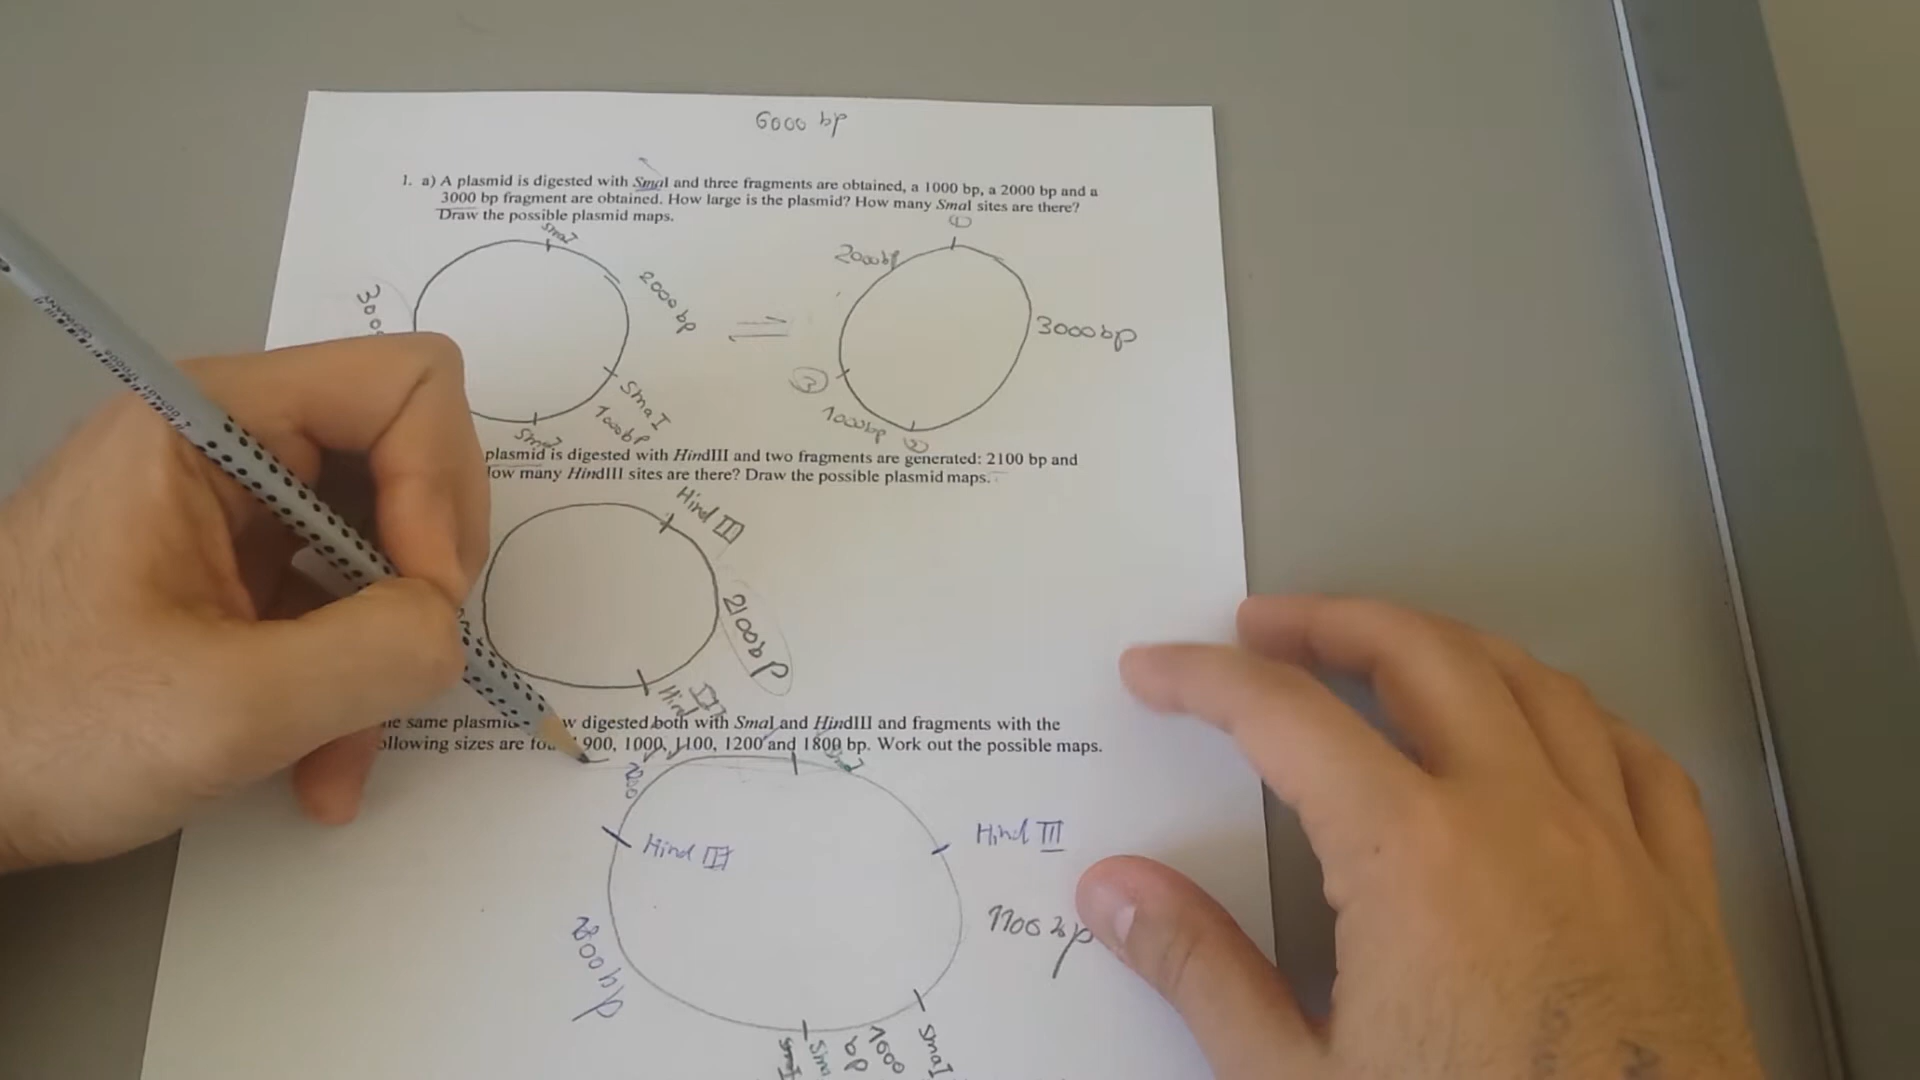 6000 bp
1. a) A plasmid is digested with SmaI and three fragments are obtained, a 1000 bp, a 2000 bp and a
3000 bp fragment are obtained. How large is the plasmid? How many SmaI sites are there?
Draw the possible plasmid maps.
SmaI
1
2000bp
2000 bp
3000bp
SmaI
3
1000bp
1000bp
SmaI
plasmid is digested with HindIII and two fragments are generated: 2100 bp and
many HindIII sites are there? Draw the possible plasmid maps.
Hind III
2100bp
Hind III
same digested both with SmaI and HindIII and fragments with the
sizes are 900, 1000, 1100, 1200 and 1800 bp. Work out the possible maps.
Hind III
Hind III
1100 bp
1000 bp
SmaI